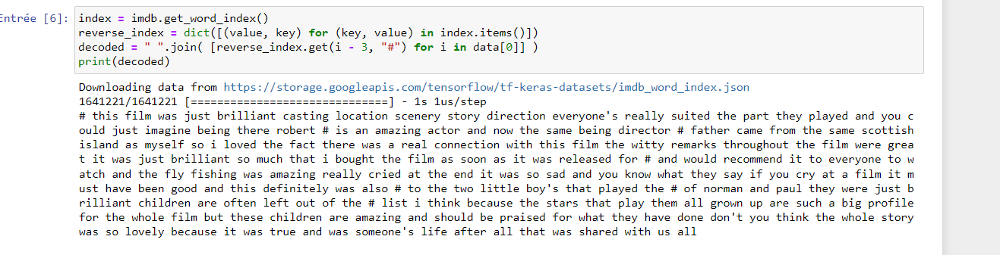 Entrée [6]: index = imdb.get_word_index()
reverse_index = dict([(value, key) for (key, value) in index.items()])
decoded = " ".join( [reverse_index.get(i - 3, "#") for i in data[0]] )
print(decoded)
Downloading data from https://storage.googleapis.com/tensorflow/tf-keras-datasets/imdb_word_index.json
1641221/1641221 [==============================] - 1s 1us/step
# this film was just brilliant casting location scenery story direction everyone's really suited the part they played and you c
ould just imagine being there robert # is an amazing actor and now the same being director # father came from the same scottish
island as myself so i loved the fact there was a real connection with this film the witty remarks throughout the film were grea
t it was just brilliant so much that i bought the film as soon as it was released for # and would recommend it to everyone to w
atch and the fly fishing was amazing really cried at the end it was so sad and you know what they say if you cry at a film it m
ust have been good and this definitely was also # to the two little boy's that played the # of norman and paul they were just b
rilliant children are often left out of the # list i think because the stars that play them all grown up are such a big profile
for the whole film but these children are amazing and should be praised for what they have done don't you think the whole story
was so lovely because it was true and was someone's life after all that was shared with us all